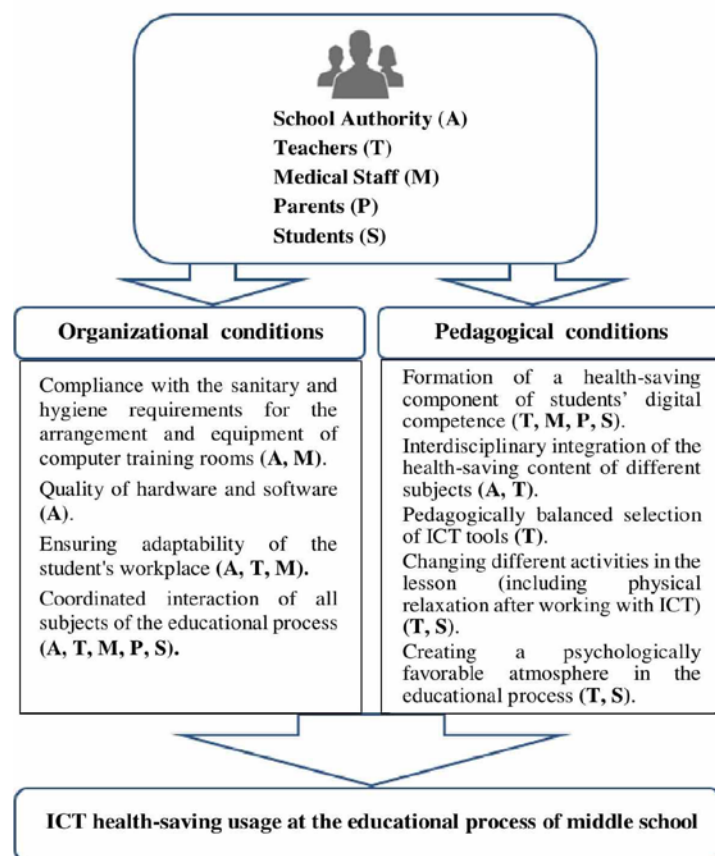 School Authority (A)
Teachers (T)
Medical Staff (M)
Parents (P)
Students (S)
Organizational conditions
Compliance with the sanitary and
hygiene requirements for the
arrangement and equipment of
computer training rooms (A, M).
Quality of hardware and software
(A).
Ensuring adaptability of the
student's workplace (A, T, M).
Coordinated interaction of all
subjects of the educational process
(A, T, M, P, S).
Pedagogical conditions
Formation of a health-saving
component of students’ digital
competence (T, M, P, S).
Interdisciplinary integration of the
health-saving content of different
subjects (A, T).
Pedagogically balanced selection
of ICT tools (T).
Changing different activities in the
lesson (including physical
relaxation after working with ICT)
(T, S).
Creating a psychologically
favorable atmosphere in the
educational process (T, S).
ICT health-saving usage at the educational process of middle school